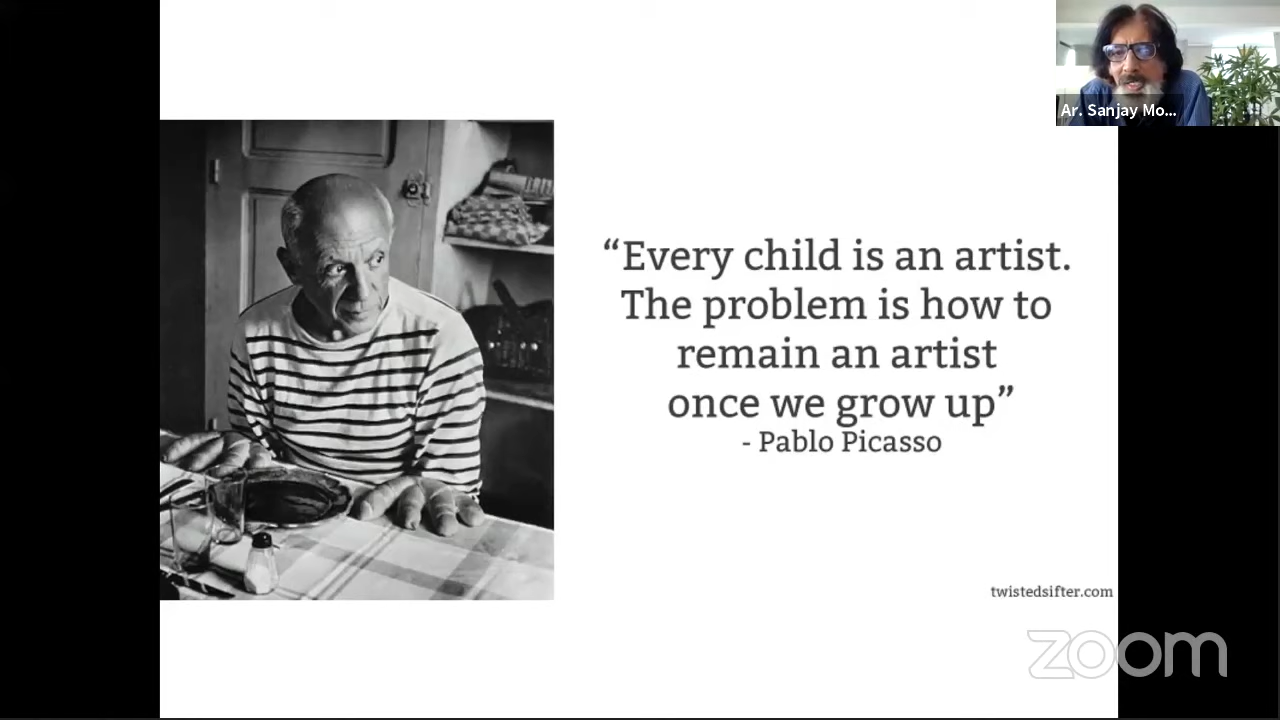 Ar. Sanjay Mo...
“Every child is an artist.
The problem is how to
remain an artist
once we grow up”
- Pablo Picasso
twistedsifter.com
zoom